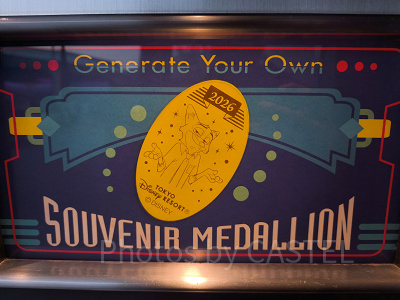 Generate Your Own
2026
TOKYO
Disney RESORT®
©DISNEY
SOUVENIR MEDALLION
Photos by CASTEL